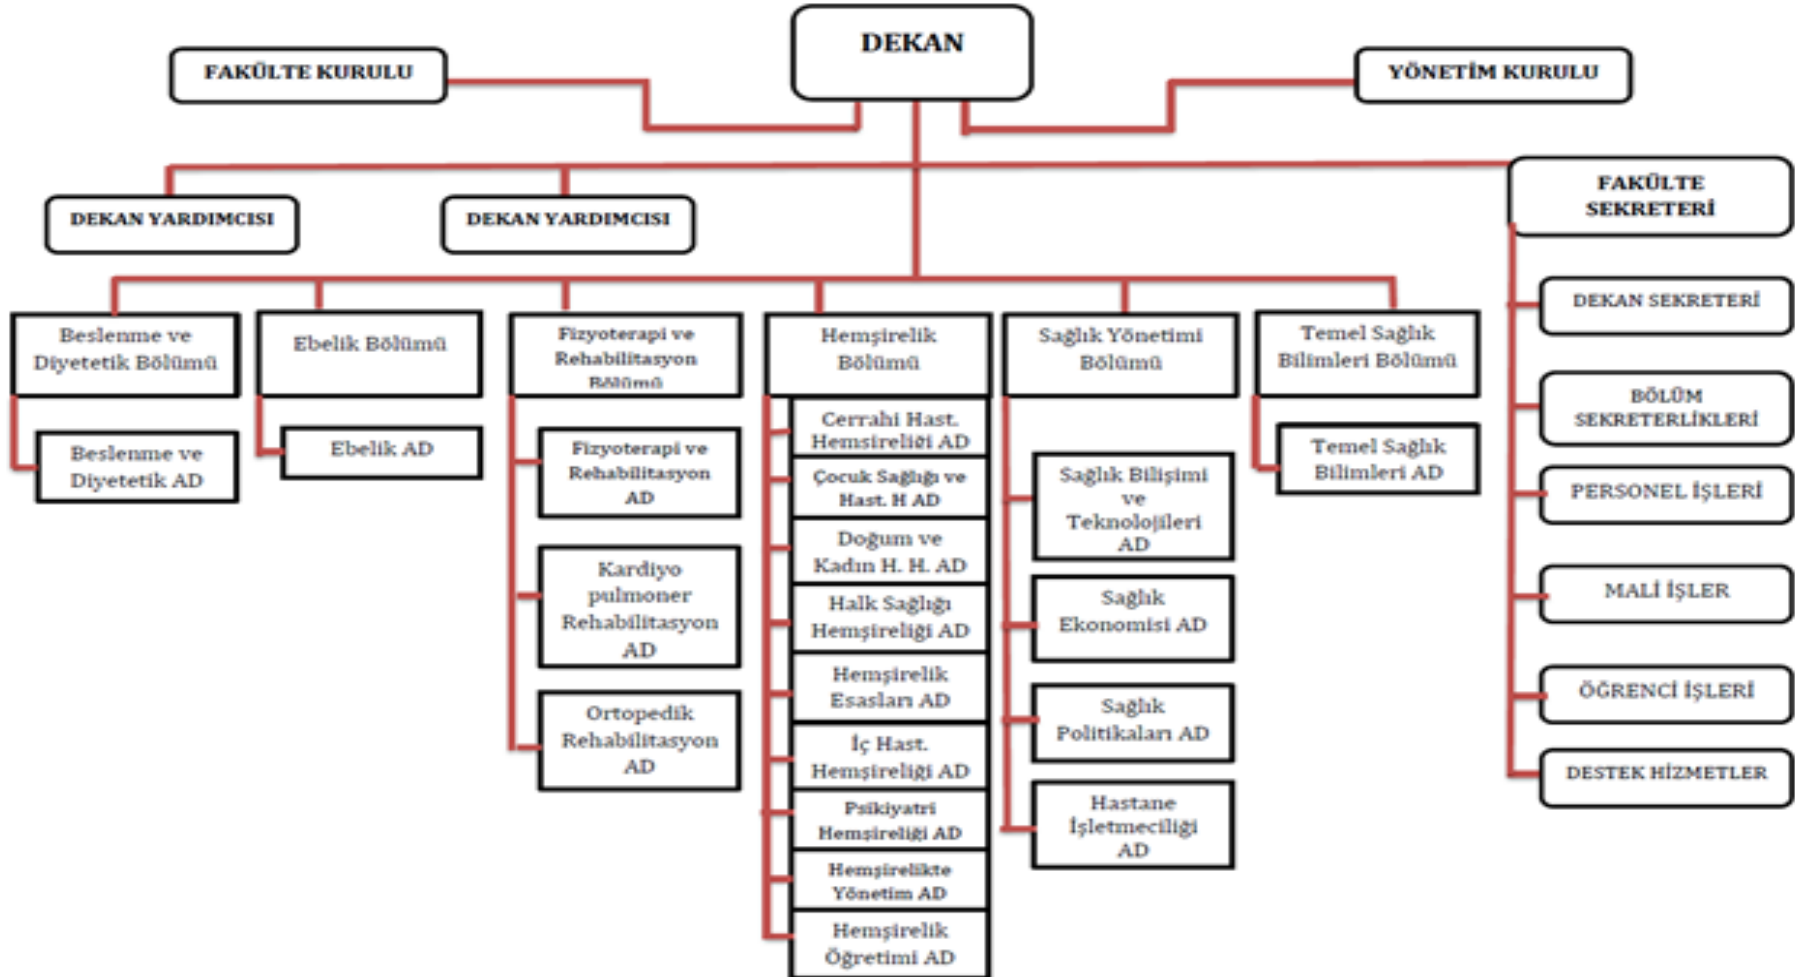 DEKAN
FAKÜLTE KURULU
YÖNETİM KURULU
DEKAN YARDIMCISI
DEKAN YARDIMCISI
FAKÜLTE
SEKRETERİ
DEKAN SEKRETERİ
BÖLÜM
SEKRETERLİKLERİ
PERSONEL İŞLERİ
MALİ İŞLER
ÖĞRENCİ İŞLERİ
DESTEK HİZMETLER
Beslenme ve
Diyetetik Bölümü
Beslenme ve
Diyetetik AD
Ebelik Bölümü
Ebelik AD
Fizyoterapi ve
Rehabilitasyon
Bölümü
Fizyoterapi ve
Rehabilitasyon
AD
Kardiyo
pulmoner
Rehabilitasyon
AD
Ortopedik
Rehabilitasyon
AD
Hemşirelik
Bölümü
Cerrahi Hast.
Hemşireliği AD
Çocuk Sağlığı ve
Hast. H AD
Doğum ve
Kadın H. H. AD
Halk Sağlığı
Hemşireliği AD
Hemşirelik
Esasları AD
İç Hast.
Hemşireliği AD
Psikiyatri
Hemşireliği AD
Hemşirelikte
Yönetim AD
Hemşirelik
Öğretimi AD
Sağlık Yönetimi
Bölümü
Sağlık Bilişimi
ve
Teknolojileri
AD
Sağlık
Ekonomisi AD
Sağlık
Politikaları AD
Hastane
İşletmeciliği
AD
Temel Sağlık
Bilimleri Bölümü
Temel Sağlık
Bilimleri AD